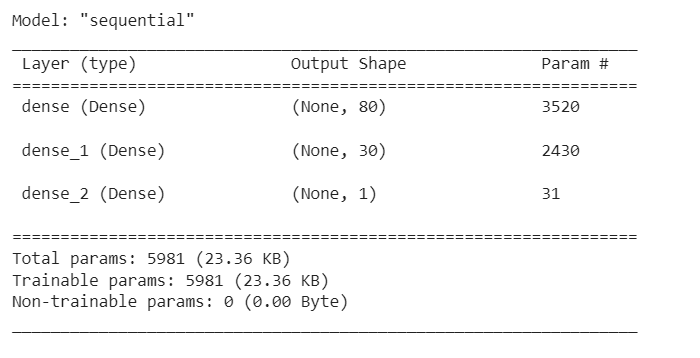 Model: "sequential"
_________________________________________________________________
Layer (type) Output Shape Param #
=================================================================
dense (Dense) (None, 80) 3520
dense_1 (Dense) (None, 30) 2430
dense_2 (Dense) (None, 1) 31
=================================================================
Total params: 5981 (23.36 KB)
Trainable params: 5981 (23.36 KB)
Non-trainable params: 0 (0.00 Byte)
_________________________________________________________________